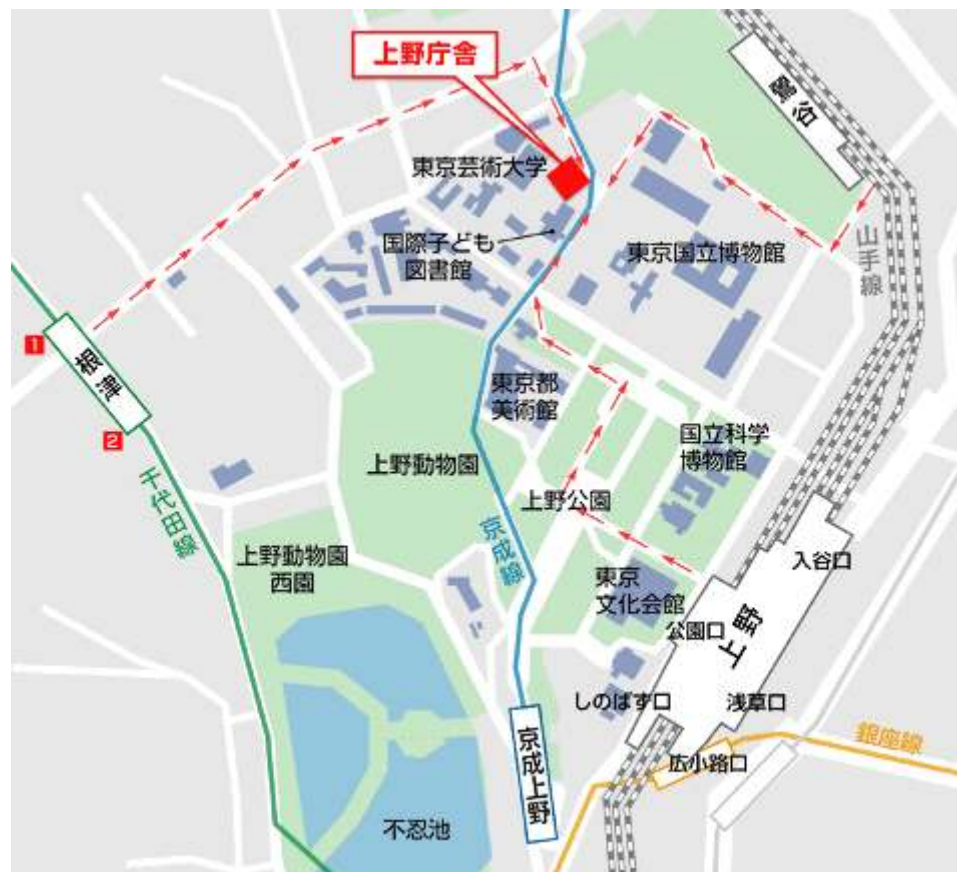 上野庁舎
鶯谷
東京芸術大学
国際子ども
図書館
東京国立博物館
山手線
1
根津
2
東京都
美術館
国立科学
博物館
上野動物園
上野公園
千代田線
京成線
上野動物園
西園
東京
文化会館
入谷口
公園口
上野
しのばず口
浅草口
京成上野
広小路口
銀座線
不忍池